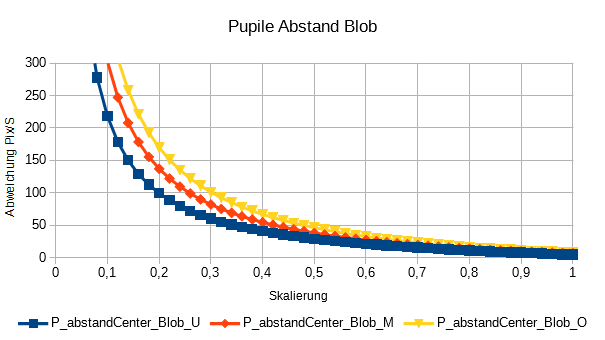 Pupile Abstand Blob
300
250
200
150
100
50
0
Abweichung Pix/S
0 0,1 0,2 0,3 0,4 0,5 0,6 0,7 0,8 0,9 1
Skalierung
P_abstandCenter_Blob_U P_abstandCenter_Blob_M P_abstandCenter_Blob_O